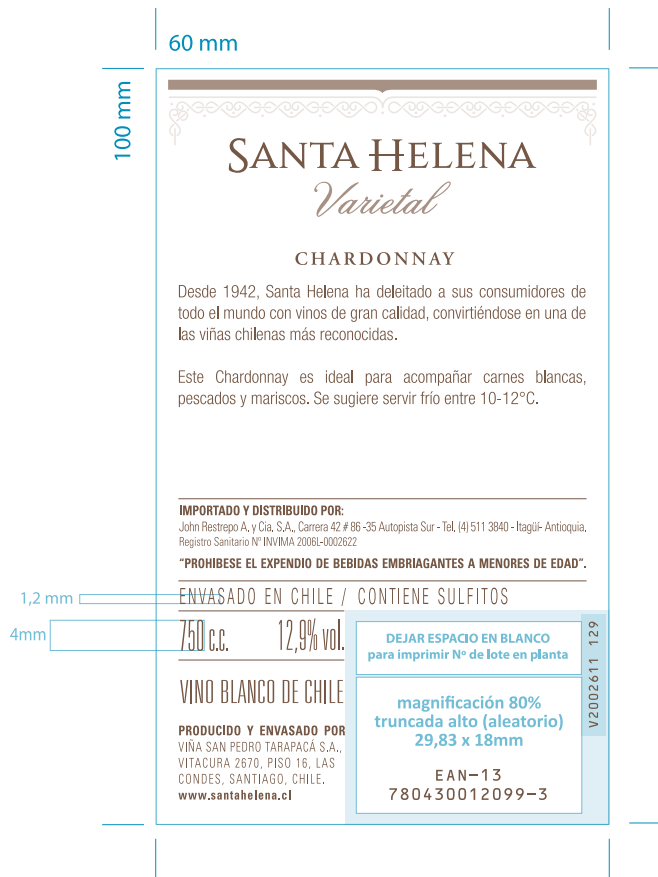 60 mm
100 mm
SANTA HELENA
Varietal
CHARDONNAY
Desde 1942, Santa Helena ha deleitado a sus consumidores de
todo el mundo con vinos de gran calidad, convirtiéndose en una de
las viñas chilenas más reconocidas.
Este Chardonnay es ideal para acompañar carnes blancas,
pescados y mariscos. Se sugiere servir frío entre 10-12°C.
IMPORTADO Y DISTRIBUIDO POR:
John Restrepo A. y Cia. S.A., Carrera 42 # 86 -35 Autopista Sur - Tel. (4) 511 3840 - Itagüí- Antioquia.
Registro Sanitario Nº INVIMA 2006L-0002622
"PROHIBESE EL EXPENDIO DE BEBIDAS EMBRIAGANTES A MENORES DE EDAD".
1,2 mm
ENVASADO EN CHILE / CONTIENE SULFITOS
4mm
750 c.c. 12,9% vol.
VINO BLANCO DE CHILE
PRODUCIDO Y ENVASADO POR
VIÑA SAN PEDRO TARAPACÁ S.A.,
VITACURA 2670, PISO 16, LAS
CONDES, SANTIAGO, CHILE.
www.santahelena.cl
DEJAR ESPACIO EN BLANCO
para imprimir Nº de lote en planta
V2002611 129
magnificación 80%
truncada alto (aleatorio)
29,83 x 18mm
EAN-13
780430012099-3